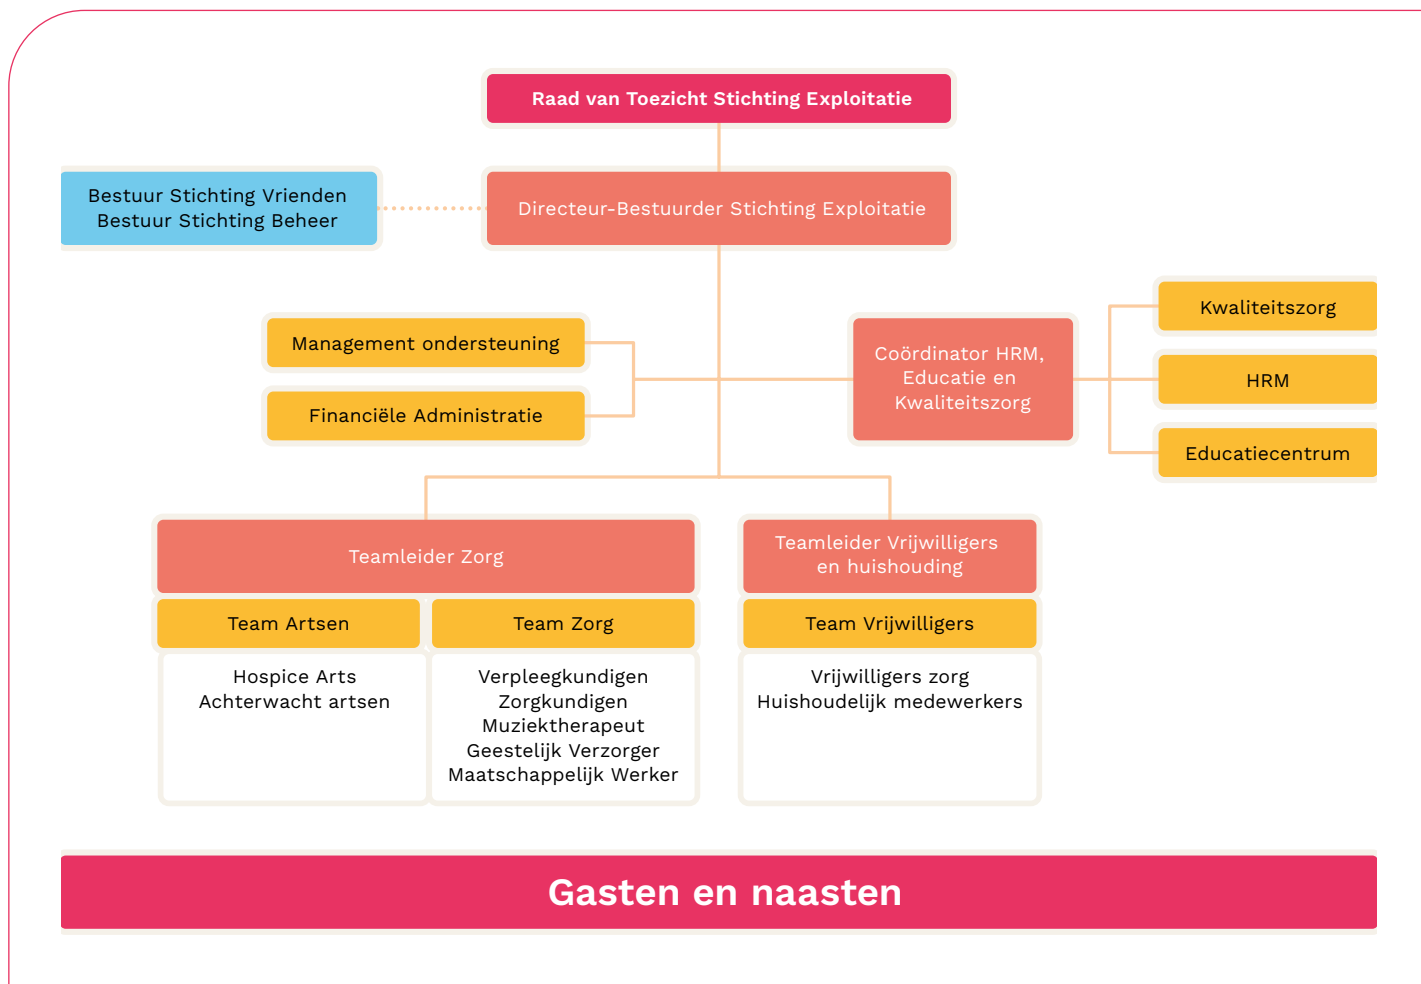 Raad van Toezicht Stichting Exploitatie
Bestuur Stichting Vrienden
Bestuur Stichting Beheer
Directeur-Bestuurder Stichting Exploitatie
Management ondersteuning
Financiële Administratie
Coördinator HRM,
Educatie en
Kwaliteitszorg
Kwaliteitszorg
HRM
Educatiecentrum
Teamleider Zorg
Team Artsen
Hospice Arts
Achterwacht artsen
Team Zorg
Verpleegkundigen
Zorgkundigen
Muziektherapeut
Geestelijk Verzorger
Maatschappelijk Werker
Teamleider Vrijwilligers
en huishouding
Team Vrijwilligers
Vrijwilligers zorg
Huishoudelijk medewerkers
Gasten en naasten